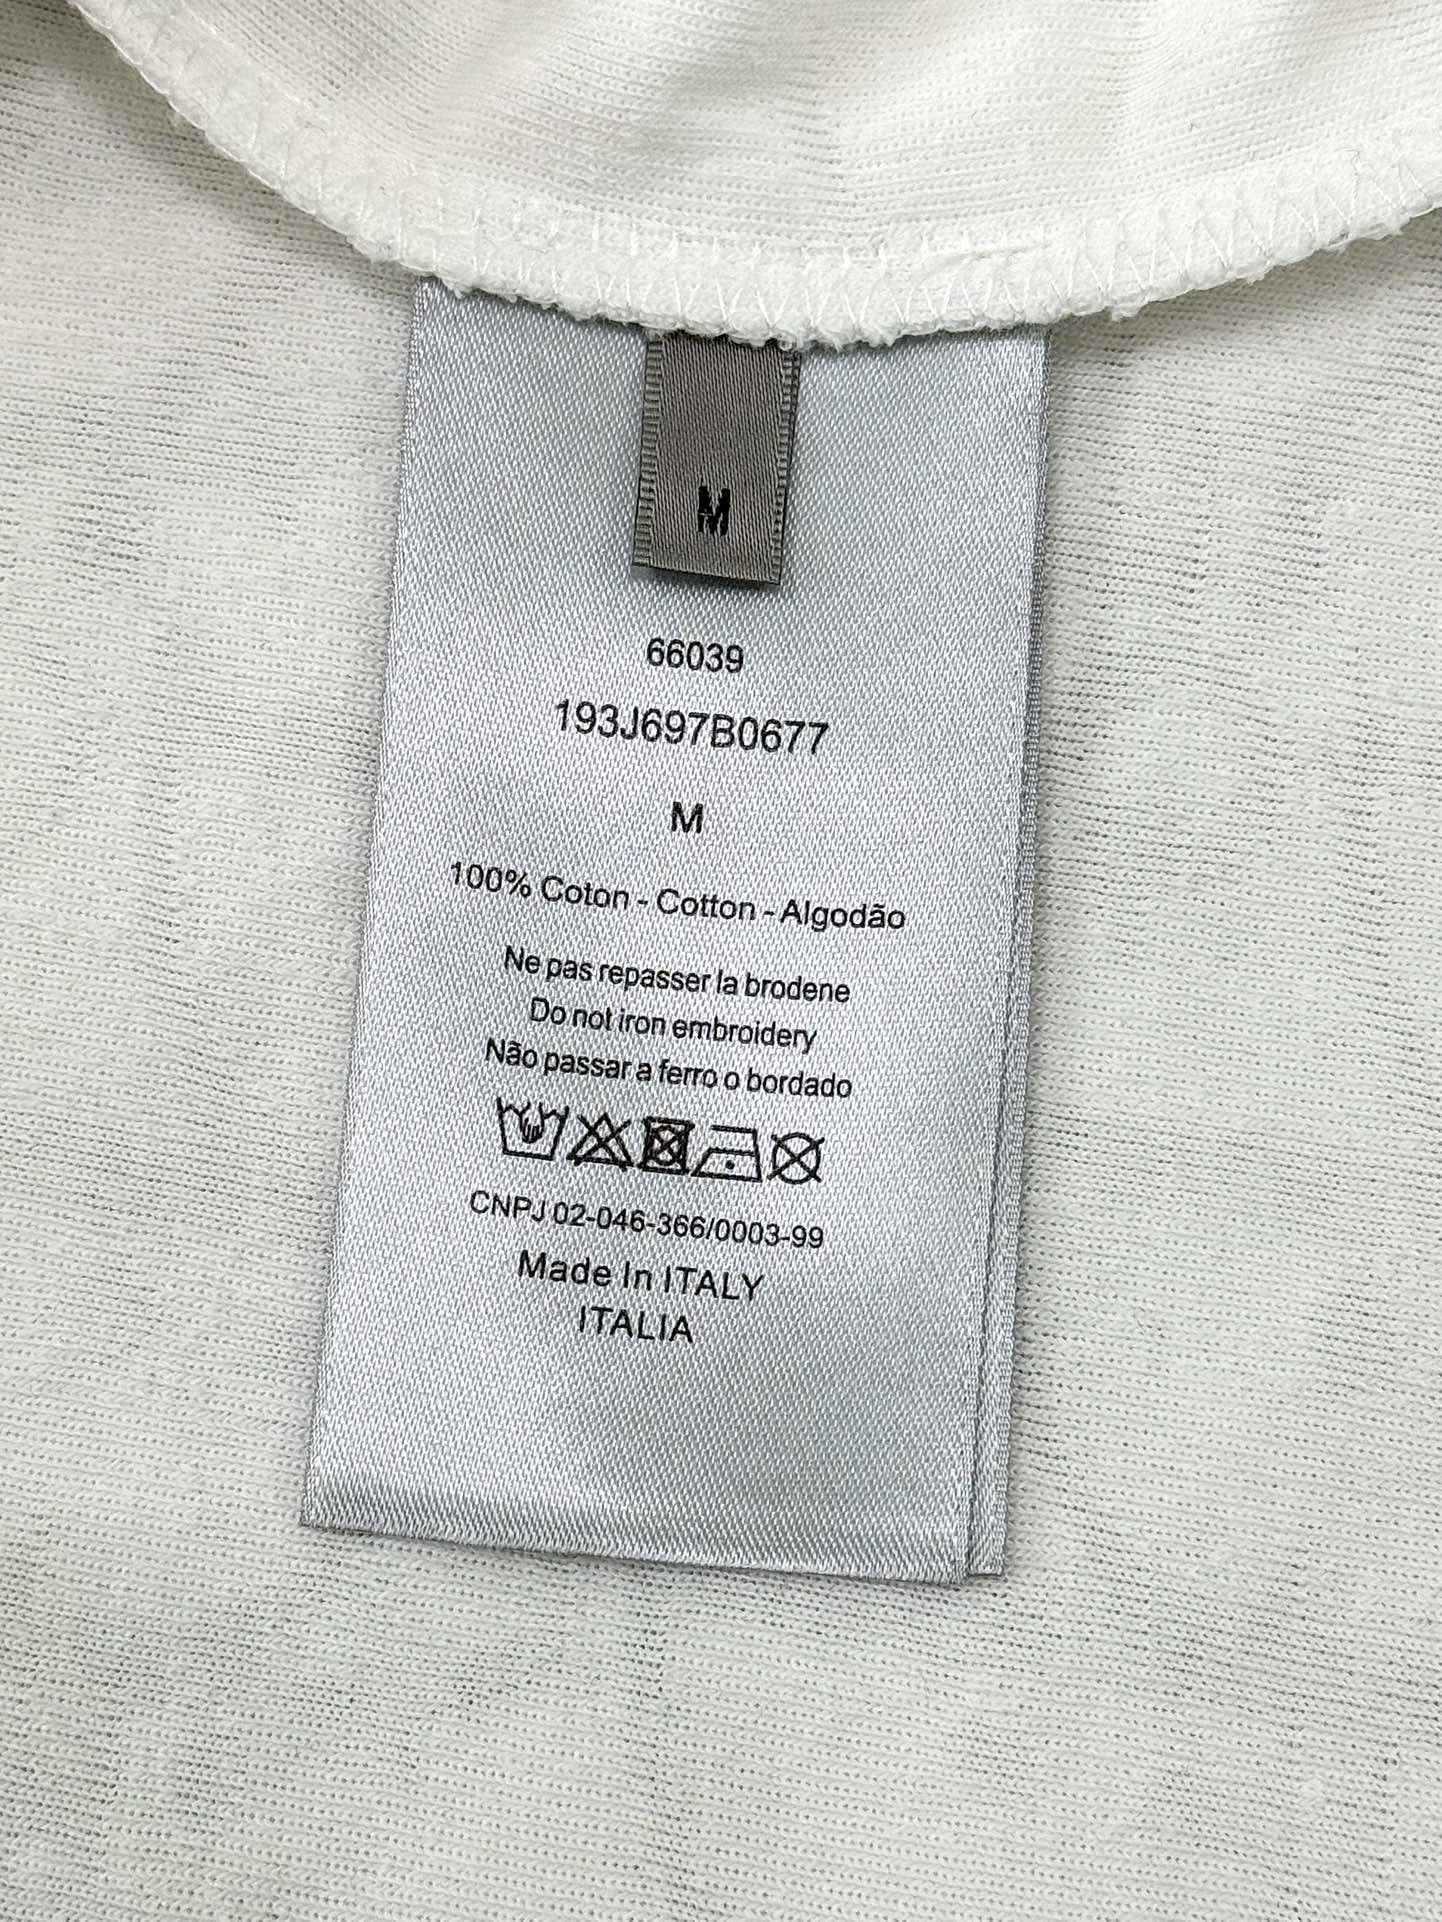 M
66039
193J697B0677
M
100% Coton - Cotton - Algodão
Ne pas repasser la brodene
Do not iron embroidery
Não passar a ferro o bordado
CNPJ 02-046-366/0003-99
Made In ITALY
ITALIA